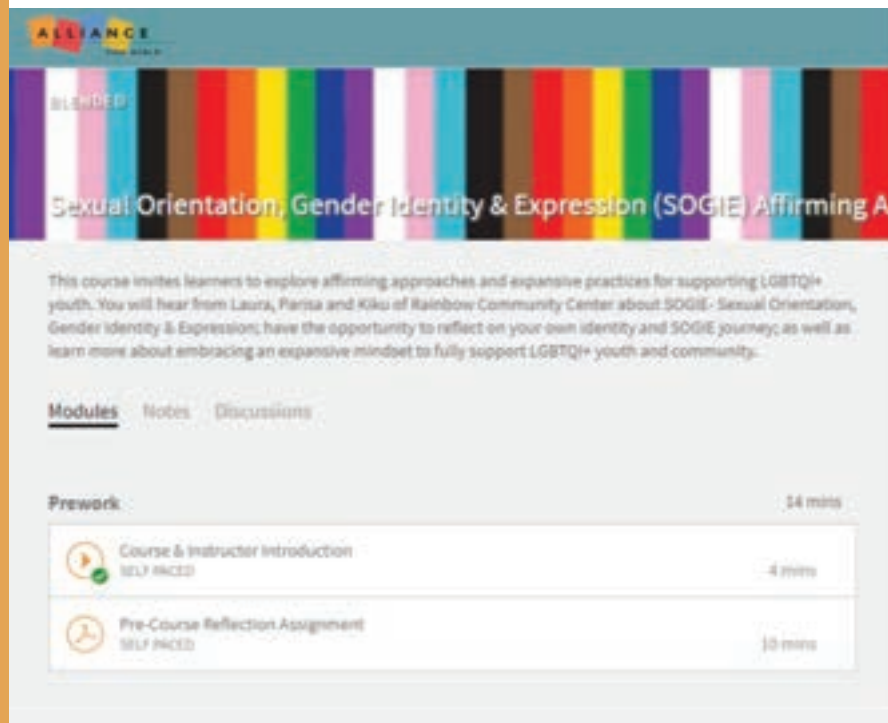 ALLIANCE
FOR GIRLS
BLENDED
Sexual Orientation, Gender Identity & Expression (SOGIE) Affirming A
This course invites learners to explore affirming approaches and expansive practices for supporting LGBTQI+
youth. You will hear from Laura, Parisa and Kiku of Rainbow Community Center about SOGIE- Sexual Orientation,
Gender Identity & Expression; have the opportunity to reflect on your own identity and SOGIE journey; as well as
learn more about embracing an expansive mindset to fully support LGBTQI+ youth and community.
Modules Notes Discussions
Prework 14 mins
Course & Instructor Introduction
SELF PACED 4 mins
Pre-Course Reflection Assignment
SELF PACED 10 mins